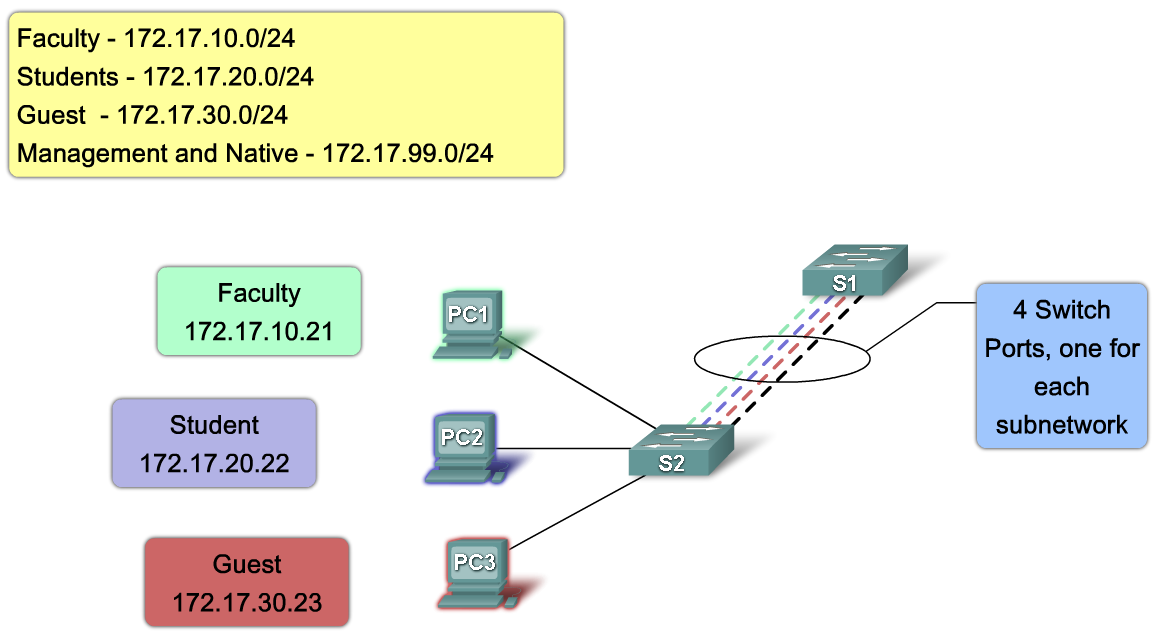 Faculty - 172.17.10.0/24
Students - 172.17.20.0/24
Guest - 172.17.30.0/24
Management and Native - 172.17.99.0/24
S1
Faculty
172.17.10.21
PC1
4 Switch
Ports, one for
each
subnetwork
Student
172.17.20.22
PC2
S2
Guest
172.17.30.23
PC3